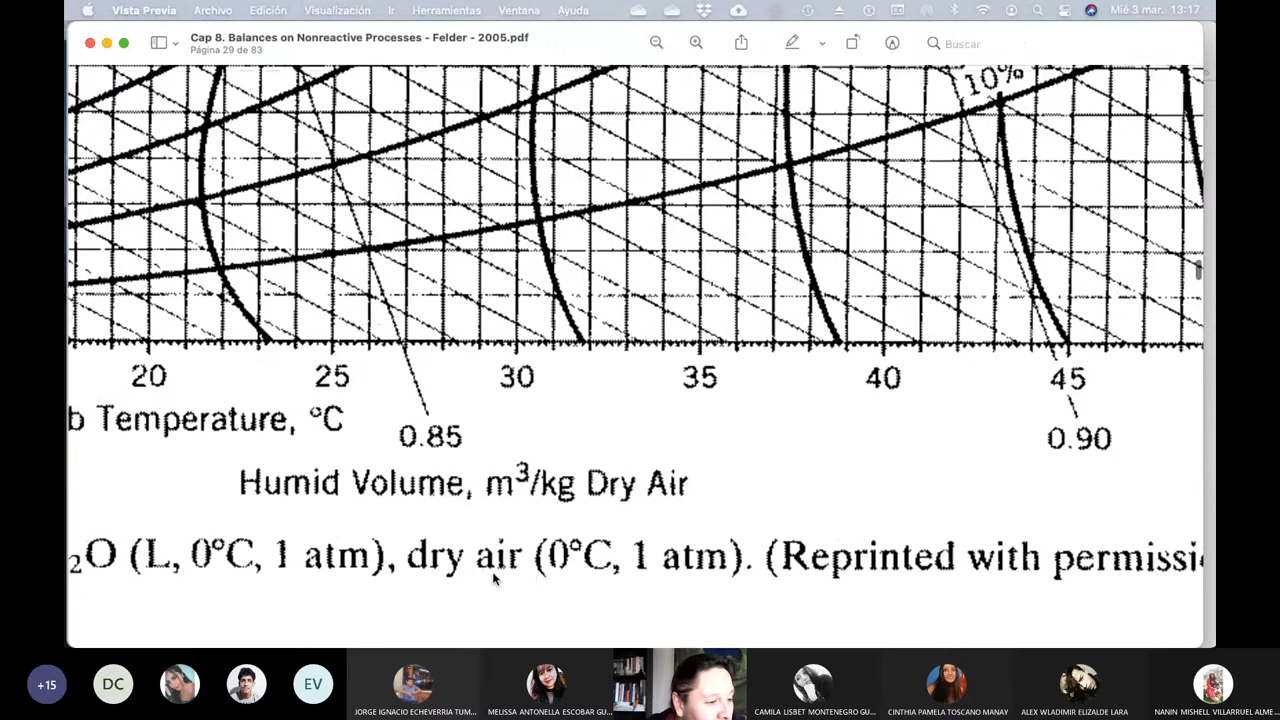 Vista Previa Archivo Edición Visualización Ir Herramientas Ventana Ayuda Mié 3 mar. 13:17
Cap 8. Balances on Nonreactive Processes - Felder - 2005.pdf
Página 29 de 83
Buscar
10%
20 25 30 35 40 45
b Temperature, °C
0.85 0.90
Humid Volume, m³/kg Dry Air
₂O (L, 0°C, 1 atm), dry air (0°C, 1 atm). (Reprinted with permissi
+15 DC EV
JORGE IGNACIO ECHEVERRIA TUM... MELISSA ANTONELLA ESCOBAR GU... CAMILA LISBET MONTENEGRO GU... CINTHIA PAMELA TOSCANO MANAY ALEX WLADIMIR ELIZALDE LARA NANIN MISHELL VILLARRUEL ALME...